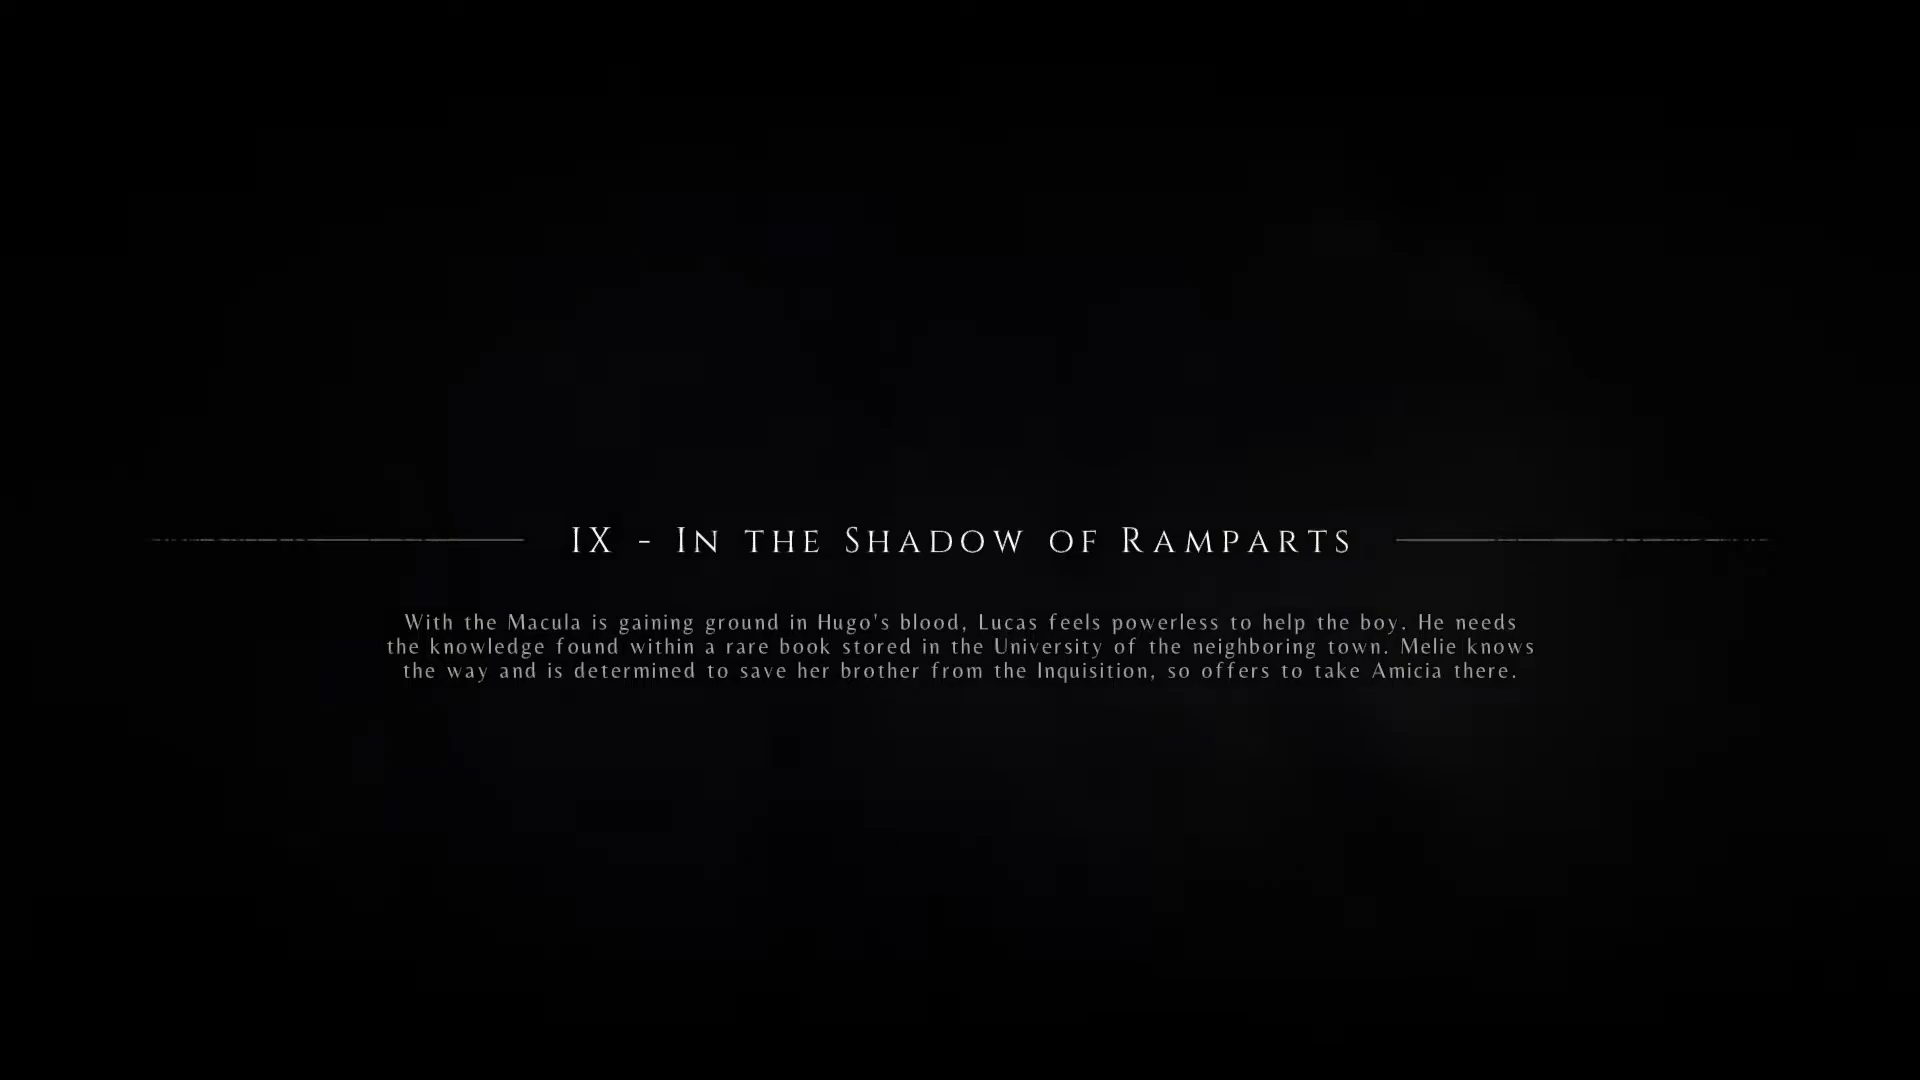 IX - In the Shadow of Ramparts
With the Macula is gaining ground in Hugo's blood, Lucas feels powerless to help the boy. He needs
the knowledge found within a rare book stored in the University of the neighboring town. Melie knows
the way and is determined to save her brother from the Inquisition, so offers to take Amicia there.